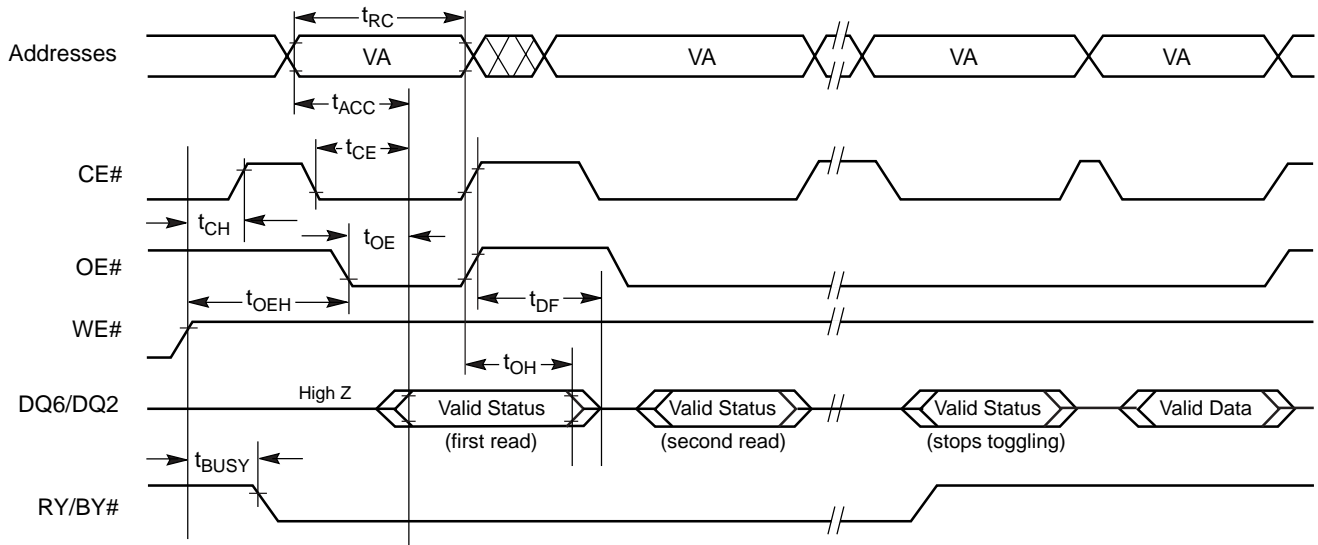 Addresses
tRC
VA
VA
VA
VA
tACC
CE#
tCE
tCH
OE#
tOE
tOEH
tDF
WE#
tOH
DQ6/DQ2
High Z
Valid Status
Valid Status
Valid Status
Valid Data
(first read)
(second read)
(stops toggling)
tBUSY
RY/BY#